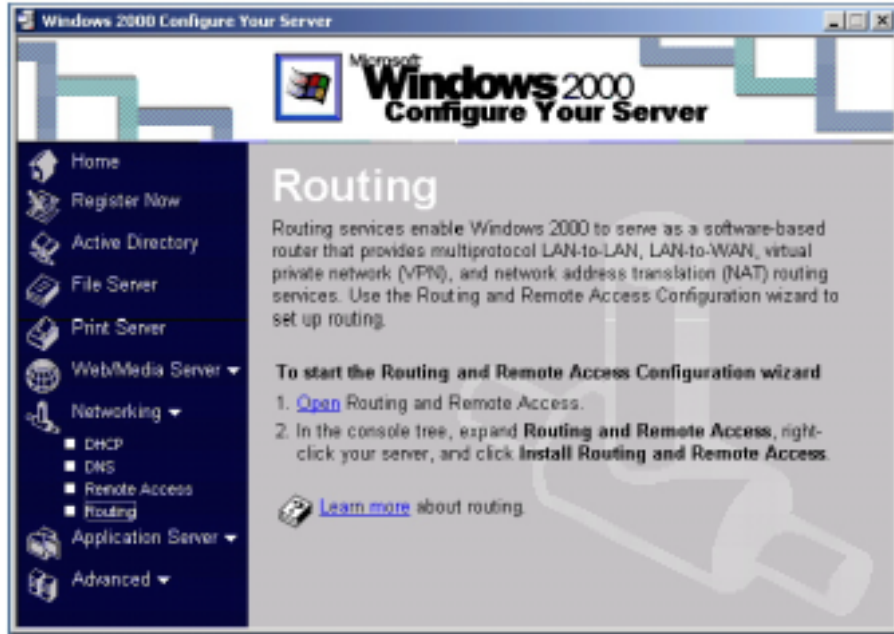 Windows 2000 Configure Your Server
Microsoft
Windows 2000
Configure Your Server
Home
Register Now
Active Directory
File Server
Print Server
Web/Media Server
Networking
DHCP
DNS
Remote Access
Routing
Application Server
Advanced
Routing
Routing services enable Windows 2000 to serve as a software-based
router that provides multiprotocol LAN-to-LAN, LAN-to-WAN, virtual
private network (VPN), and network address translation (NAT) routing
services. Use the Routing and Remote Access Configuration wizard to
set up routing.
To start the Routing and Remote Access Configuration wizard
1. Open Routing and Remote Access.
2. In the console tree, expand Routing and Remote Access, right-
click your server, and click Install Routing and Remote Access.
Learn more about routing.